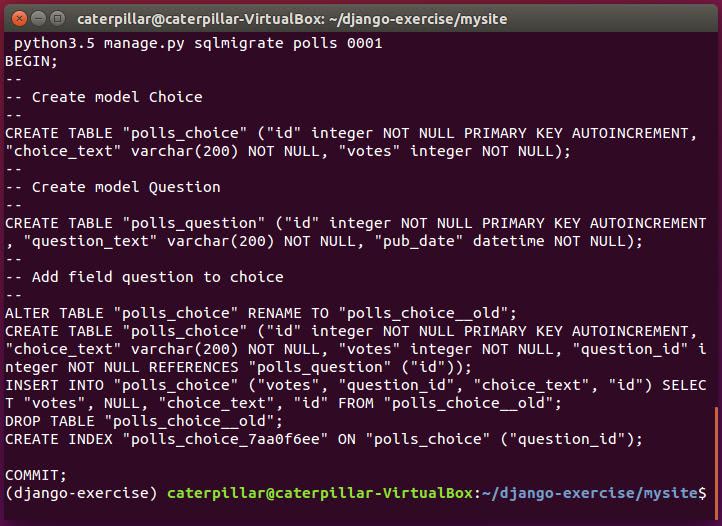 caterpillar@caterpillar-VirtualBox: ~/django-exercise/mysite
python3.5 manage.py sqlmigrate polls 0001
BEGIN;
--
-- Create model Choice
--
CREATE TABLE "polls_choice" ("id" integer NOT NULL PRIMARY KEY AUTOINCREMENT,
"choice_text" varchar(200) NOT NULL, "votes" integer NOT NULL);
--
-- Create model Question
--
CREATE TABLE "polls_question" ("id" integer NOT NULL PRIMARY KEY AUTOINCREMENT
, "question_text" varchar(200) NOT NULL, "pub_date" datetime NOT NULL);
--
-- Add field question to choice
--
ALTER TABLE "polls_choice" RENAME TO "polls_choice__old";
CREATE TABLE "polls_choice" ("id" integer NOT NULL PRIMARY KEY AUTOINCREMENT,
"choice_text" varchar(200) NOT NULL, "votes" integer NOT NULL, "question_id" i
nteger NOT NULL REFERENCES "polls_question" ("id"));
INSERT INTO "polls_choice" ("votes", "question_id", "choice_text", "id") SELEC
T "votes", NULL, "choice_text", "id" FROM "polls_choice__old";
DROP TABLE "polls_choice__old";
CREATE INDEX "polls_choice_7aa0f6ee" ON "polls_choice" ("question_id");

COMMIT;
(django-exercise) caterpillar@caterpillar-VirtualBox:~/django-exercise/mysite$